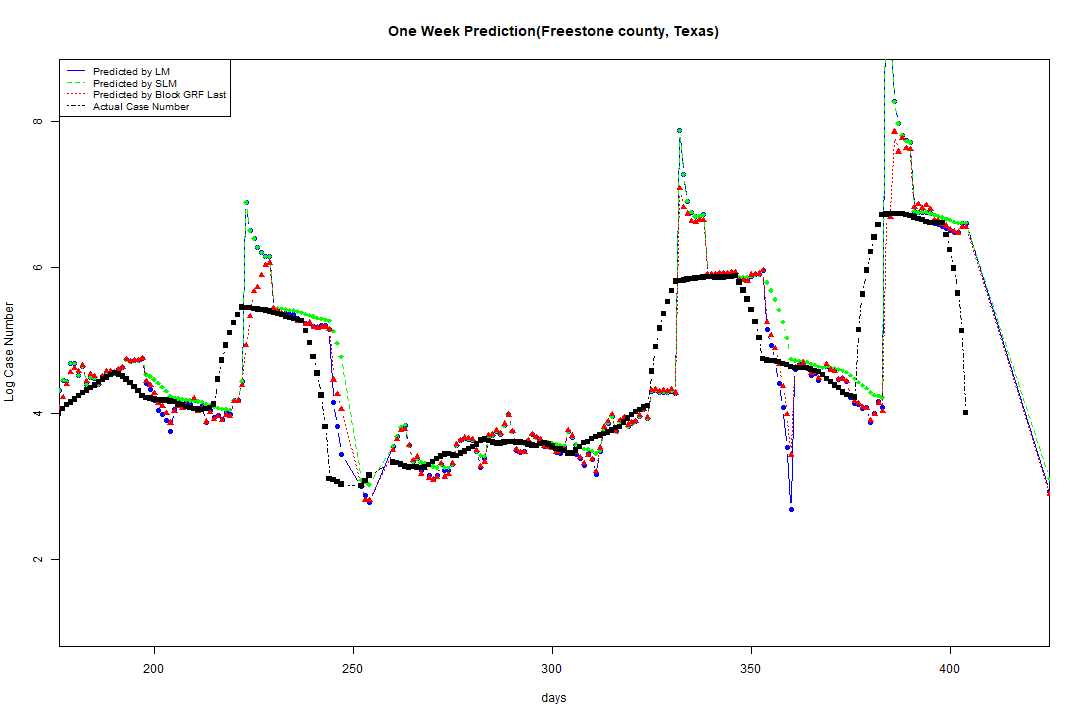 One Week Prediction(Freestone county, Texas)
Predicted by LM
Predicted by SLM
Predicted by Block GRF Last
Actual Case Number
Log Case Number
8
6
4
2
200
250
300
350
400
days